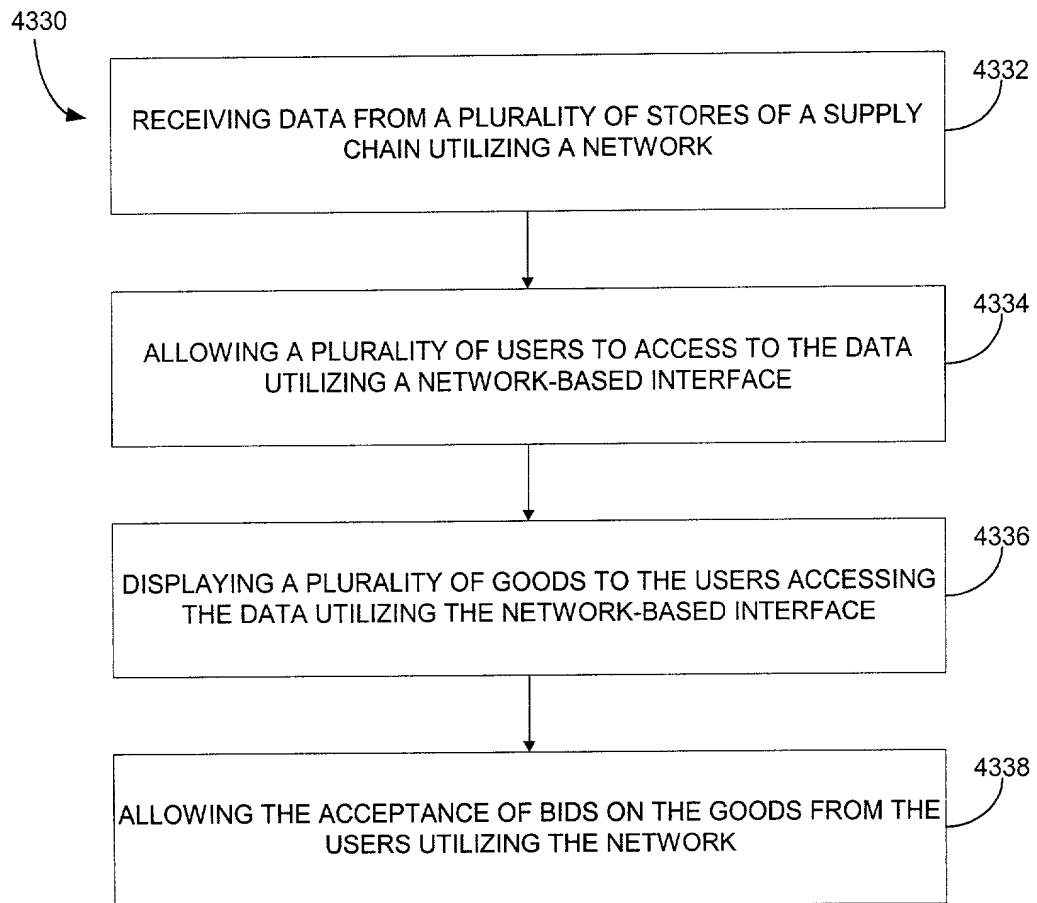 4330
4332
RECEIVING DATA FROM A PLURALITY OF STORES OF A SUPPLY
CHAIN UTILIZING A NETWORK
4334
ALLOWING A PLURALITY OF USERS TO ACCESS TO THE DATA
UTILIZING A NETWORK-BASED INTERFACE
4336
DISPLAYING A PLURALITY OF GOODS TO THE USERS ACCESSING
THE DATA UTILIZING THE NETWORK-BASED INTERFACE
4338
ALLOWING THE ACCEPTANCE OF BIDS ON THE GOODS FROM THE
USERS UTILIZING THE NETWORK